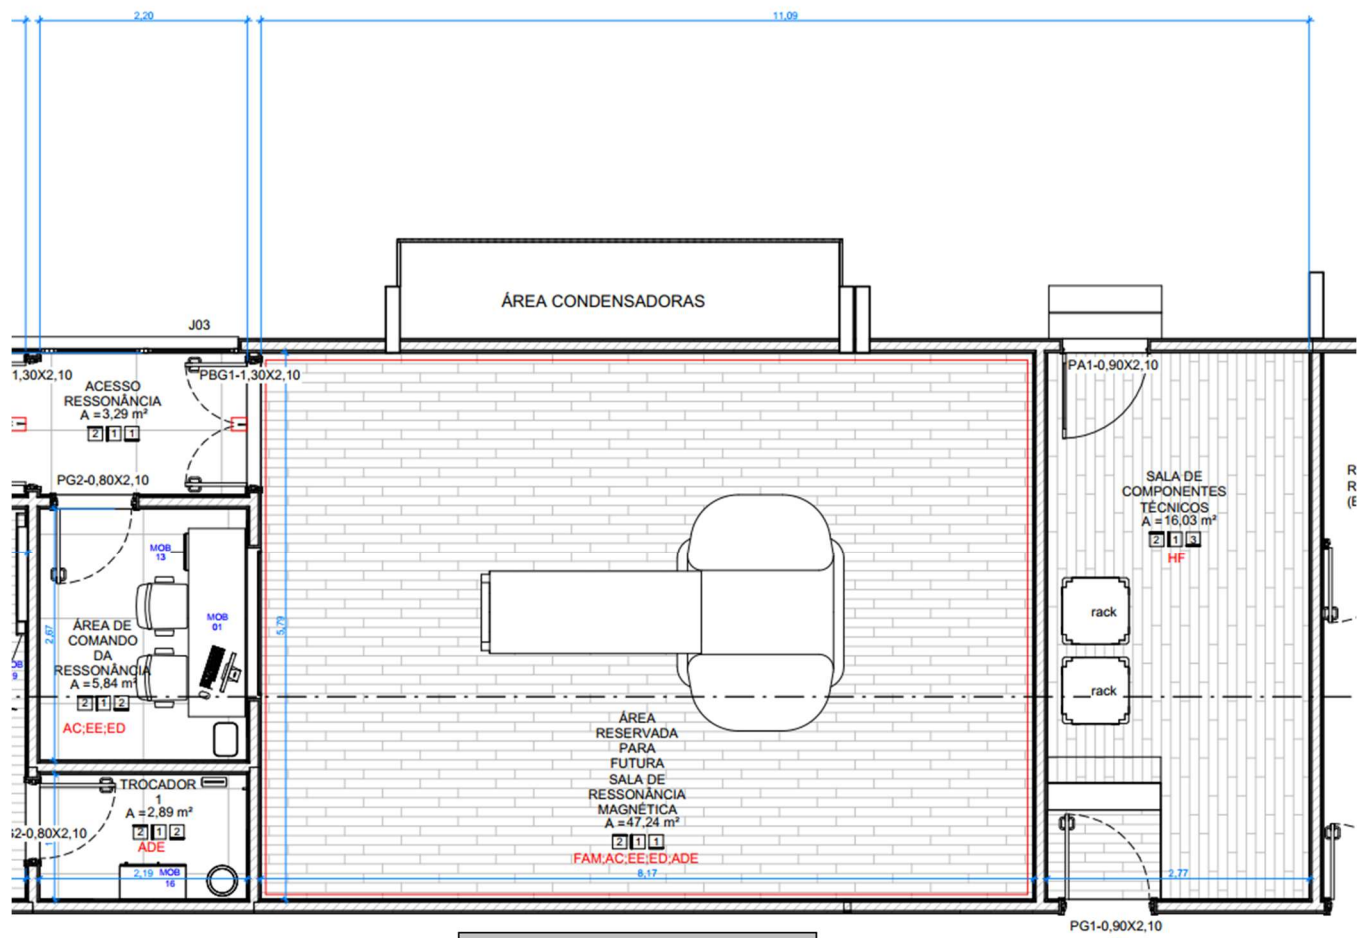 2,20
11,09
ÁREA CONDENSADORAS
J03
1,30X2,10
PBG1-1,30X2,10
PA1-0,90X2,10
ACESSO
RESSONÂNCIA
A = 3,29 m²
2 1 1
PG2-0,80X2,10
SALA DE
COMPONENTES
TÉCNICOS
A = 16,03 m²
2 1 3
HF
MOB
13
MOB
01
ÁREA DE
COMANDO
DA
RESSONÂNCIA
A = 5,84 m²
2 1 2
AC;EE;ED
2,67
5,79
rack
rack
ÁREA
RESERVADA
PARA
FUTURA
SALA DE
RESSONÂNCIA
MAGNÉTICA
A = 47,24 m²
2 1 1
FAM;AC;EE;ED;ADE
TROCADOR
1
A = 2,89 m²
2 1 2
ADE
2-0,80X2,10
2,19
MOB
16
8,17
2,77
PG1-0,90X2,10